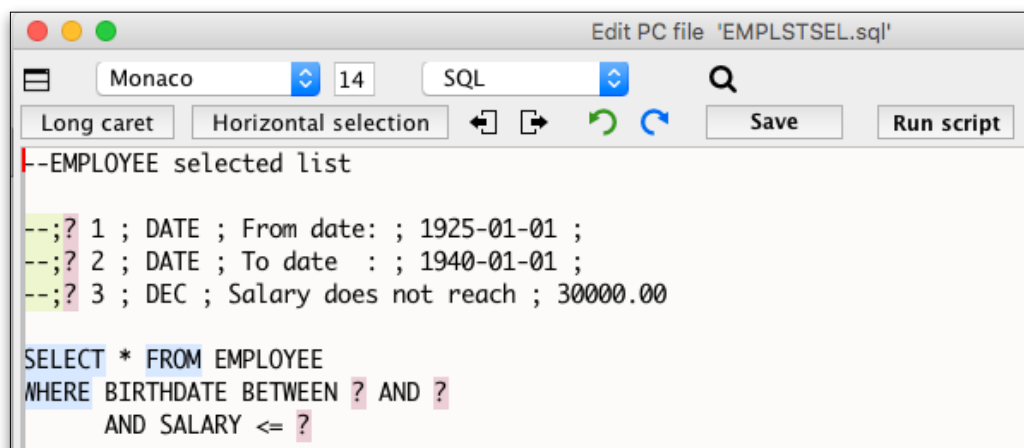 Edit PC file 'EMPLSTSEL.sql'
Monaco 14 SQL
Long caret Horizontal selection Save Run script
--EMPLOYEE selected list
--;? 1 ; DATE ; From date: ; 1925-01-01 ;
--;? 2 ; DATE ; To date  : ; 1940-01-01 ;
--;? 3 ; DEC ; Salary does not reach ; 30000.00
SELECT * FROM EMPLOYEE
WHERE BIRTHDATE BETWEEN ? AND ?
AND SALARY <= ?